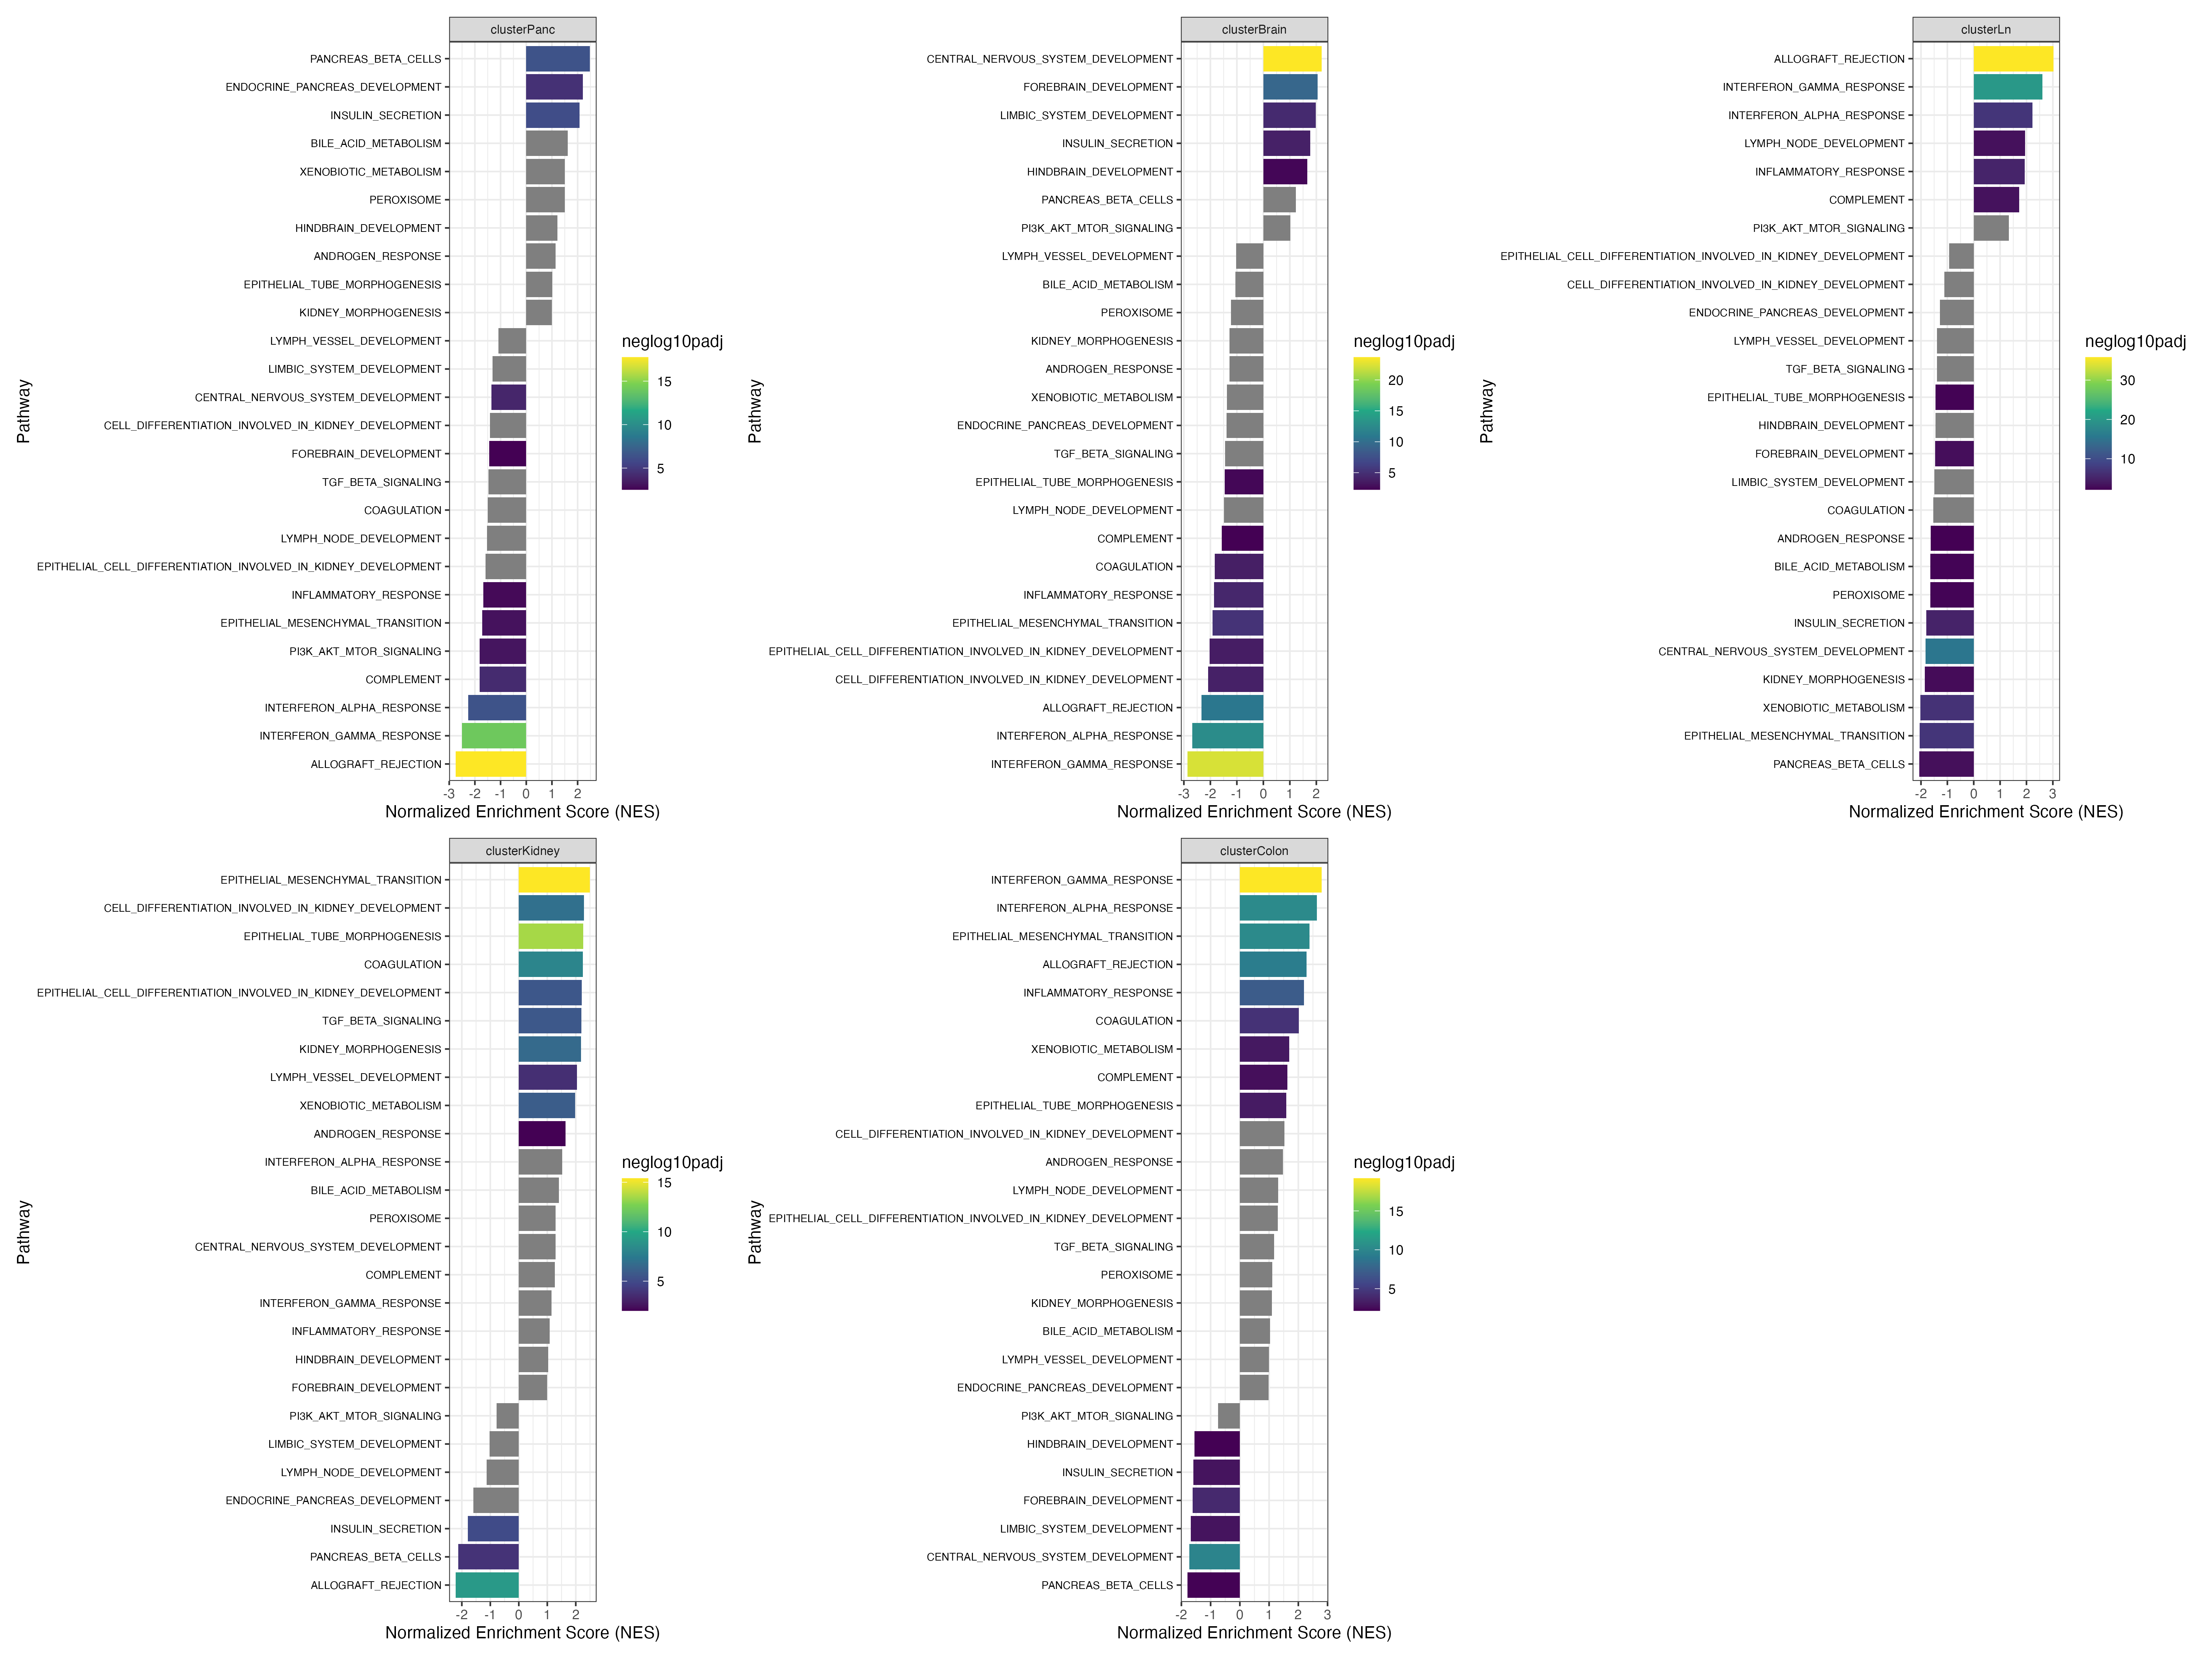 clusterPanc
PANCREAS_BETA_CELLS
ENDOCRINE_PANCREAS_DEVELOPMENT
INSULIN_SECRETION
BILE_ACID_METABOLISM
XENOBIOTIC_METABOLISM
PEROXISOME
HINDBRAIN_DEVELOPMENT
ANDROGEN_RESPONSE
EPITHELIAL_TUBE_MORPHOGENESIS
KIDNEY_MORPHOGENESIS
LYMPH_VESSEL_DEVELOPMENT
LIMBIC_SYSTEM_DEVELOPMENT
CENTRAL_NERVOUS_SYSTEM_DEVELOPMENT
CELL_DIFFERENTIATION_INVOLVED_IN_KIDNEY_DEVELOPMENT
FOREBRAIN_DEVELOPMENT
TGF_BETA_SIGNALING
COAGULATION
LYMPH_NODE_DEVELOPMENT
EPITHELIAL_CELL_DIFFERENTIATION_INVOLVED_IN_KIDNEY_DEVELOPMENT
INFLAMMATORY_RESPONSE
EPITHELIAL_MESENCHYMAL_TRANSITION
PI3K_AKT_MTOR_SIGNALING
COMPLEMENT
INTERFERON_ALPHA_RESPONSE
INTERFERON_GAMMA_RESPONSE
ALLOGRAFT_REJECTION
-3 -2 -1 0 1 2
Normalized Enrichment Score (NES)
Pathway
neglog10padj
15
10
5
clusterBrain
CENTRAL_NERVOUS_SYSTEM_DEVELOPMENT
FOREBRAIN_DEVELOPMENT
LIMBIC_SYSTEM_DEVELOPMENT
INSULIN_SECRETION
HINDBRAIN_DEVELOPMENT
PANCREAS_BETA_CELLS
PI3K_AKT_MTOR_SIGNALING
LYMPH_VESSEL_DEVELOPMENT
BILE_ACID_METABOLISM
PEROXISOME
KIDNEY_MORPHOGENESIS
ANDROGEN_RESPONSE
XENOBIOTIC_METABOLISM
ENDOCRINE_PANCREAS_DEVELOPMENT
TGF_BETA_SIGNALING
EPITHELIAL_TUBE_MORPHOGENESIS
LYMPH_NODE_DEVELOPMENT
COMPLEMENT
COAGULATION
INFLAMMATORY_RESPONSE
EPITHELIAL_MESENCHYMAL_TRANSITION
EPITHELIAL_CELL_DIFFERENTIATION_INVOLVED_IN_KIDNEY_DEVELOPMENT
CELL_DIFFERENTIATION_INVOLVED_IN_KIDNEY_DEVELOPMENT
ALLOGRAFT_REJECTION
INTERFERON_ALPHA_RESPONSE
INTERFERON_GAMMA_RESPONSE
-3 -2 -1 0 1 2
Normalized Enrichment Score (NES)
Pathway
neglog10padj
20
15
10
5
clusterLn
ALLOGRAFT_REJECTION
INTERFERON_GAMMA_RESPONSE
INTERFERON_ALPHA_RESPONSE
LYMPH_NODE_DEVELOPMENT
INFLAMMATORY_RESPONSE
COMPLEMENT
PI3K_AKT_MTOR_SIGNALING
EPITHELIAL_CELL_DIFFERENTIATION_INVOLVED_IN_KIDNEY_DEVELOPMENT
CELL_DIFFERENTIATION_INVOLVED_IN_KIDNEY_DEVELOPMENT
ENDOCRINE_PANCREAS_DEVELOPMENT
LYMPH_VESSEL_DEVELOPMENT
TGF_BETA_SIGNALING
EPITHELIAL_TUBE_MORPHOGENESIS
HINDBRAIN_DEVELOPMENT
FOREBRAIN_DEVELOPMENT
LIMBIC_SYSTEM_DEVELOPMENT
COAGULATION
ANDROGEN_RESPONSE
BILE_ACID_METABOLISM
PEROXISOME
INSULIN_SECRETION
CENTRAL_NERVOUS_SYSTEM_DEVELOPMENT
KIDNEY_MORPHOGENESIS
XENOBIOTIC_METABOLISM
EPITHELIAL_MESENCHYMAL_TRANSITION
PANCREAS_BETA_CELLS
-2 -1 0 1 2 3
Normalized Enrichment Score (NES)
Pathway
neglog10padj
30
20
10
clusterKidney
EPITHELIAL_MESENCHYMAL_TRANSITION
CELL_DIFFERENTIATION_INVOLVED_IN_KIDNEY_DEVELOPMENT
EPITHELIAL_TUBE_MORPHOGENESIS
COAGULATION
EPITHELIAL_CELL_DIFFERENTIATION_INVOLVED_IN_KIDNEY_DEVELOPMENT
TGF_BETA_SIGNALING
KIDNEY_MORPHOGENESIS
LYMPH_VESSEL_DEVELOPMENT
XENOBIOTIC_METABOLISM
ANDROGEN_RESPONSE
INTERFERON_ALPHA_RESPONSE
BILE_ACID_METABOLISM
PEROXISOME
CENTRAL_NERVOUS_SYSTEM_DEVELOPMENT
COMPLEMENT
INTERFERON_GAMMA_RESPONSE
INFLAMMATORY_RESPONSE
HINDBRAIN_DEVELOPMENT
FOREBRAIN_DEVELOPMENT
PI3K_AKT_MTOR_SIGNALING
LIMBIC_SYSTEM_DEVELOPMENT
LYMPH_NODE_DEVELOPMENT
ENDOCRINE_PANCREAS_DEVELOPMENT
INSULIN_SECRETION
PANCREAS_BETA_CELLS
ALLOGRAFT_REJECTION
-2 -1 0 1 2
Normalized Enrichment Score (NES)
Pathway
neglog10padj
15
10
5
clusterColon
INTERFERON_GAMMA_RESPONSE
INTERFERON_ALPHA_RESPONSE
EPITHELIAL_MESENCHYMAL_TRANSITION
ALLOGRAFT_REJECTION
INFLAMMATORY_RESPONSE
COAGULATION
XENOBIOTIC_METABOLISM
COMPLEMENT
EPITHELIAL_TUBE_MORPHOGENESIS
CELL_DIFFERENTIATION_INVOLVED_IN_KIDNEY_DEVELOPMENT
ANDROGEN_RESPONSE
LYMPH_NODE_DEVELOPMENT
EPITHELIAL_CELL_DIFFERENTIATION_INVOLVED_IN_KIDNEY_DEVELOPMENT
TGF_BETA_SIGNALING
PEROXISOME
KIDNEY_MORPHOGENESIS
BILE_ACID_METABOLISM
LYMPH_VESSEL_DEVELOPMENT
ENDOCRINE_PANCREAS_DEVELOPMENT
PI3K_AKT_MTOR_SIGNALING
HINDBRAIN_DEVELOPMENT
INSULIN_SECRETION
FOREBRAIN_DEVELOPMENT
LIMBIC_SYSTEM_DEVELOPMENT
CENTRAL_NERVOUS_SYSTEM_DEVELOPMENT
PANCREAS_BETA_CELLS
-2 -1 0 1 2 3
Normalized Enrichment Score (NES)
Pathway
neglog10padj
15
10
5